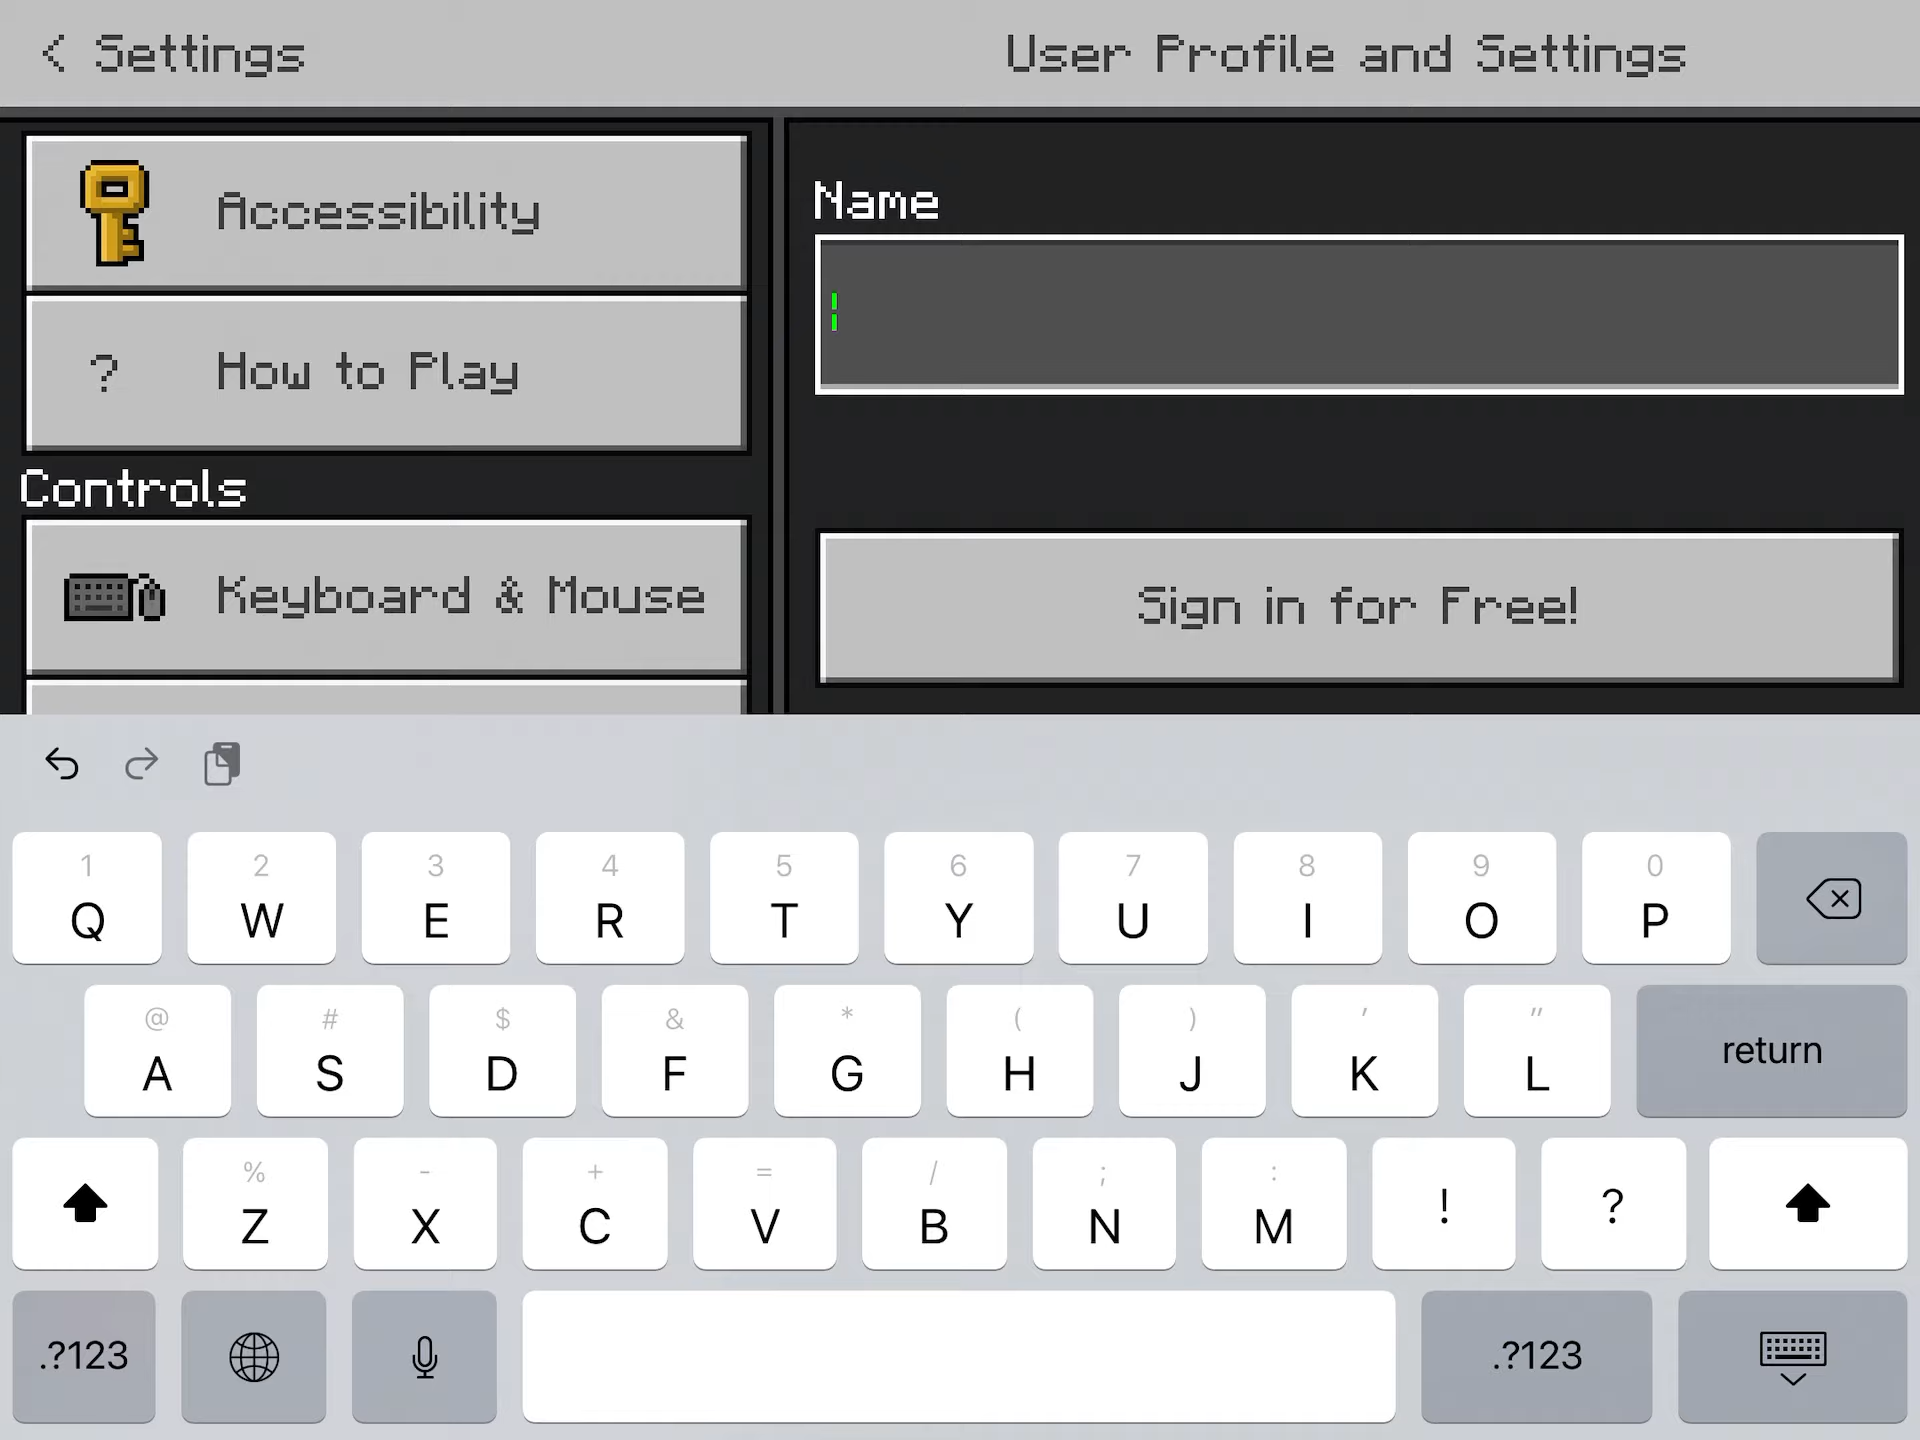 < Settings
User Profile and Settings
Accessibility
? How to Play
Controls
Keyboard & Mouse
Name
Sign in for Free!
1 2 3 4 5 6 7 8 9 0
Q W E R T Y U I O P
@ # $ & * ( ) ' "
A S D F G H J K L return
% - + = / ; :
Z X C V B N M ! ?
.?123 .?123